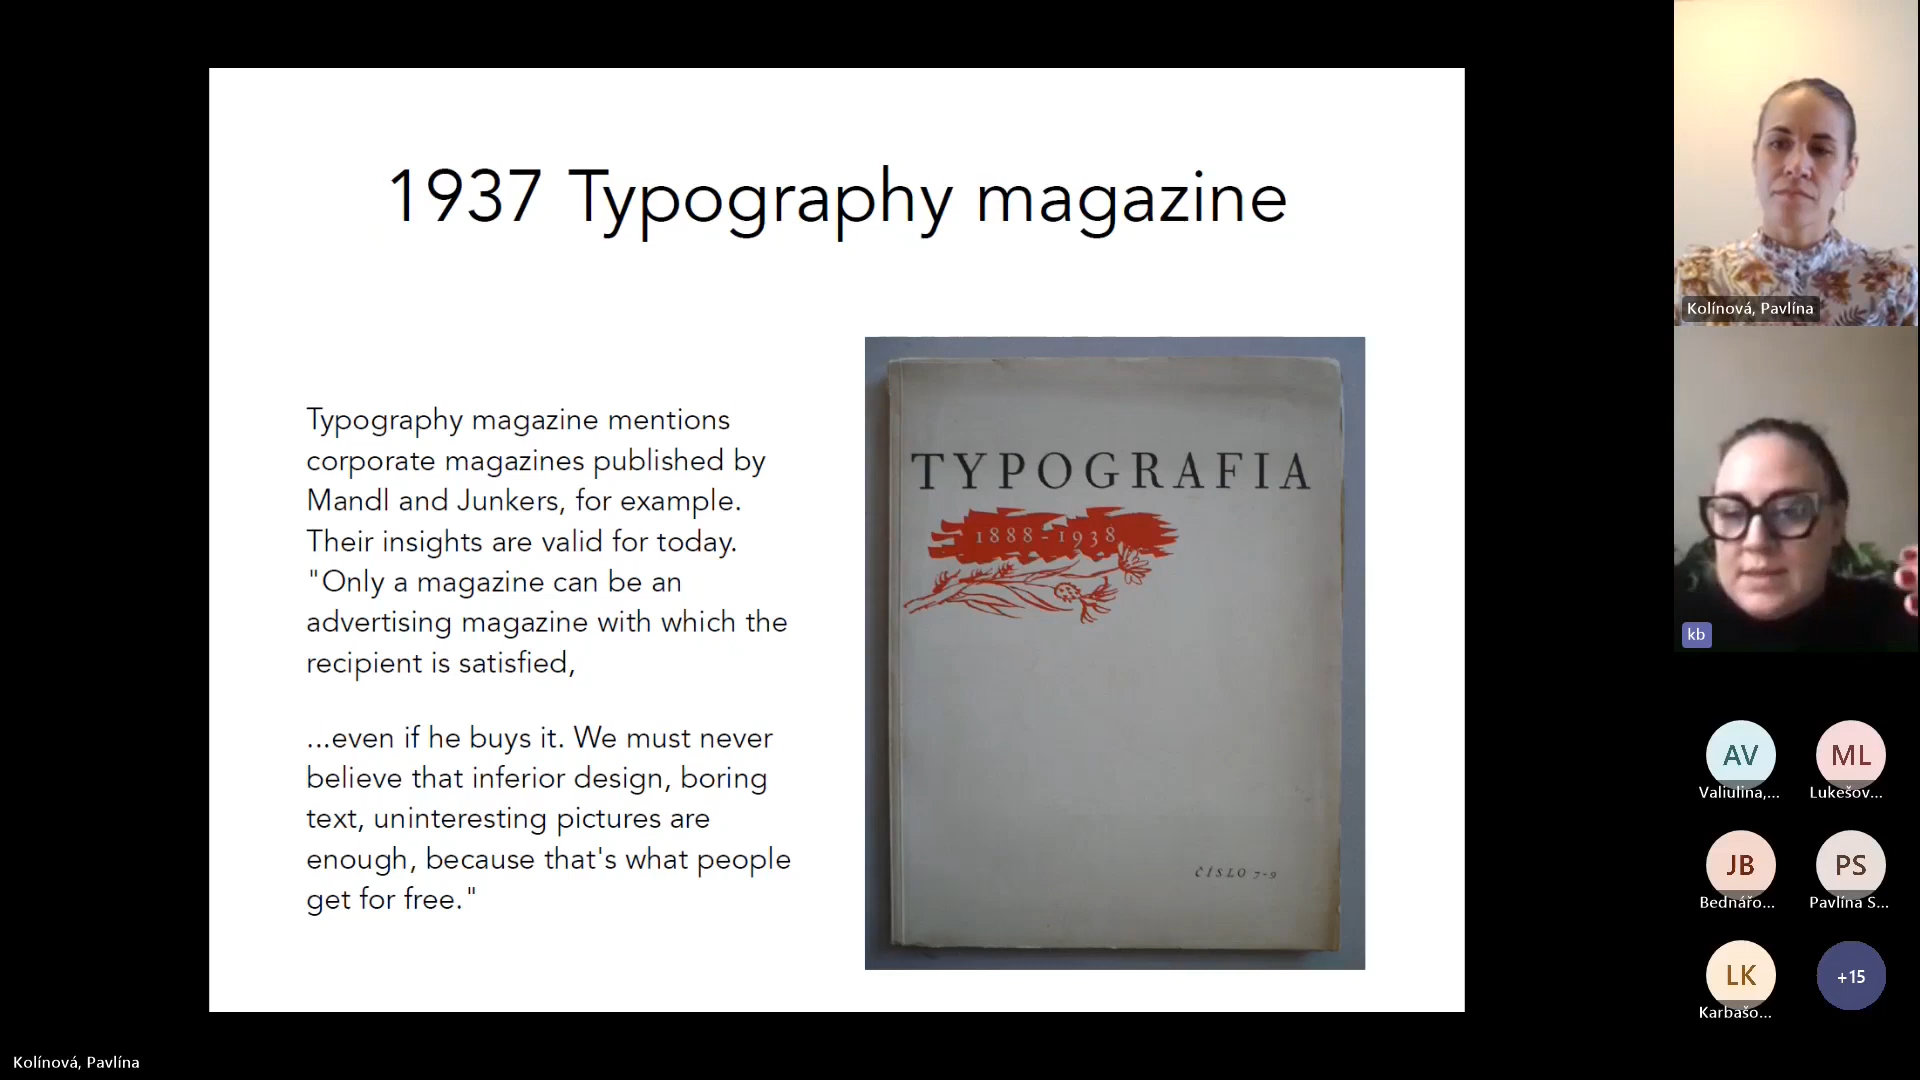 1937 Typography magazine
Typography magazine mentions
corporate magazines published by
Mandl and Junkers, for example.
Their insights are valid for today.
"Only a magazine can be an
advertising magazine with which the
recipient is satisfied,
...even if he buys it. We must never
believe that inferior design, boring
text, uninteresting pictures are
enough, because that's what people
get for free."
TYPOGRAFIA
1888-1938
ČÍSLO 7-9
Kolínová, Pavlína
kb
AV
Valiulina,...
ML
Lukešov...
JB
Bednářo...
PS
Pavlína S...
LK
Karbašo...
+15
Kolínová, Pavlína